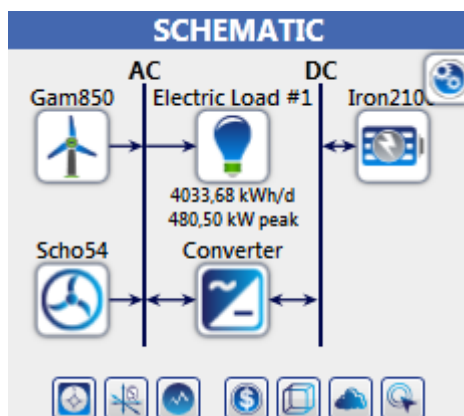 SCHEMATIC
AC DC
Gam850 Electric Load #1
4033,68 kWh/d
480,50 kW peak
Scho54 Converter